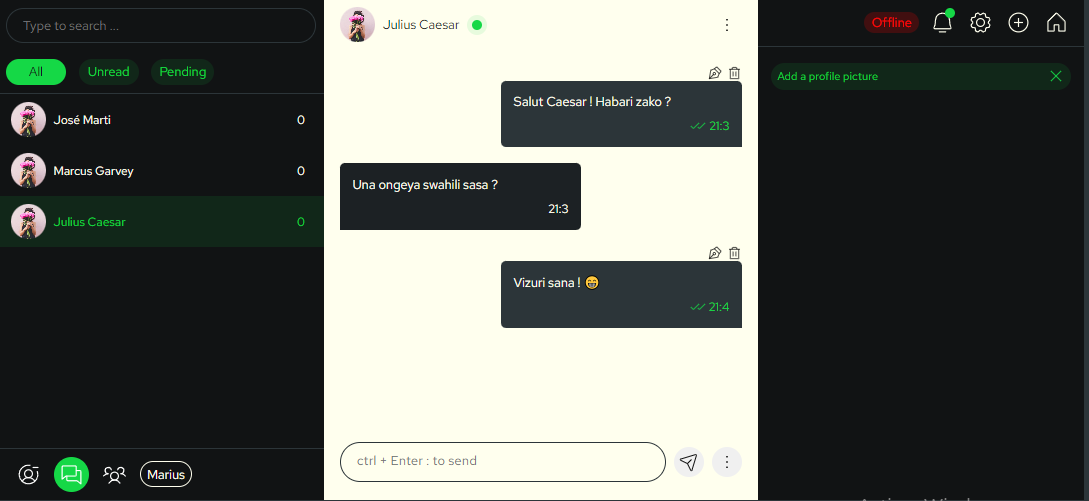 Type to search ...
All
Unread
Pending
José Marti
0
Marcus Garvey
0
Julius Caesar
0
Marius
Julius Caesar
Salut Caesar ! Habari zako ?
21:3
Una ongeya swahili sasa ?
21:3
Vizuri sana ! 😁
21:4
ctrl + Enter : to send
Offline
Add a profile picture